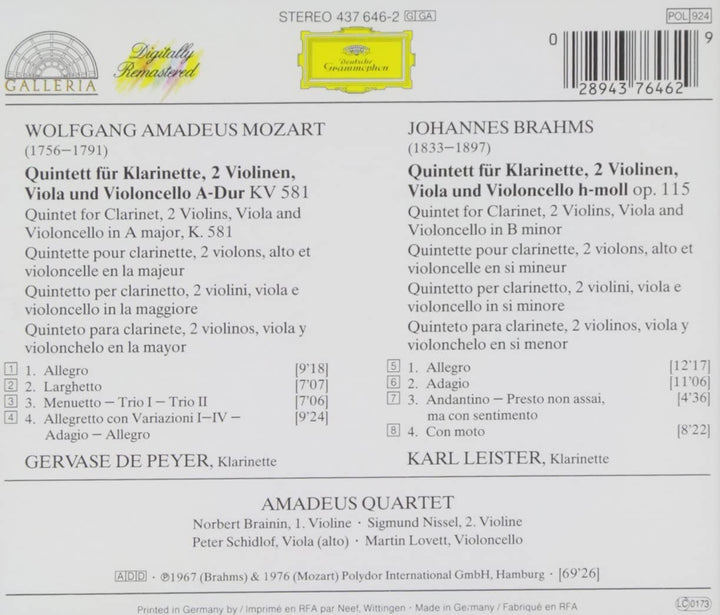 STEREO 437 646-2 G GA
POL 924
GALLERIA
Digitally
Remastered
Deutsche
Grammophon
0 28943 76462 9
WOLFGANG AMADEUS MOZART
(1756–1791)
Quintett für Klarinette, 2 Violinen,
Viola und Violoncello A-Dur KV 581
Quintet for Clarinet, 2 Violins, Viola and
Violoncello in A major, K. 581
Quintette pour clarinette, 2 violons, alto et
violoncelle en la majeur
Quintetto per clarinetto, 2 violini, viola e
violoncello in la maggiore
Quinteto para clarinete, 2 violinos, viola y
violonchelo en la mayor
1 1. Allegro [9'18]
2 2. Larghetto [7'07]
3 3. Menuetto – Trio I – Trio II [7'06]
4 4. Allegretto con Variazioni I–IV – [9'24]
Adagio – Allegro
GERVASE DE PEYER, Klarinette
JOHANNES BRAHMS
(1833–1897)
Quintett für Klarinette, 2 Violinen,
Viola und Violoncello h-moll op. 115
Quintet for Clarinet, 2 Violins, Viola and
Violoncello in B minor
Quintette pour clarinette, 2 violons, alto et
violoncelle en si mineur
Quintetto per clarinetto, 2 violini, viola e
violoncello in si minore
Quinteto para clarinete, 2 violinos, viola y
violonchelo en si menor
5 1. Allegro [12'17]
6 2. Adagio [11'06]
7 3. Andantino – Presto non assai, [4'36]
ma con sentimento
8 4. Con moto [8'22]
KARL LEISTER, Klarinette
AMADEUS QUARTET
Norbert Brainin, 1. Violine · Sigmund Nissel, 2. Violine
Peter Schidlof, Viola (alto) · Martin Lovett, Violoncello
ADD · ℗1967 (Brahms) & 1976 (Mozart) Polydor International GmbH, Hamburg · [69'26]
LC 0173
Printed in Germany by / Imprimé en RFA par Neef, Wittingen · Made in Germany / Fabriqué en RFA